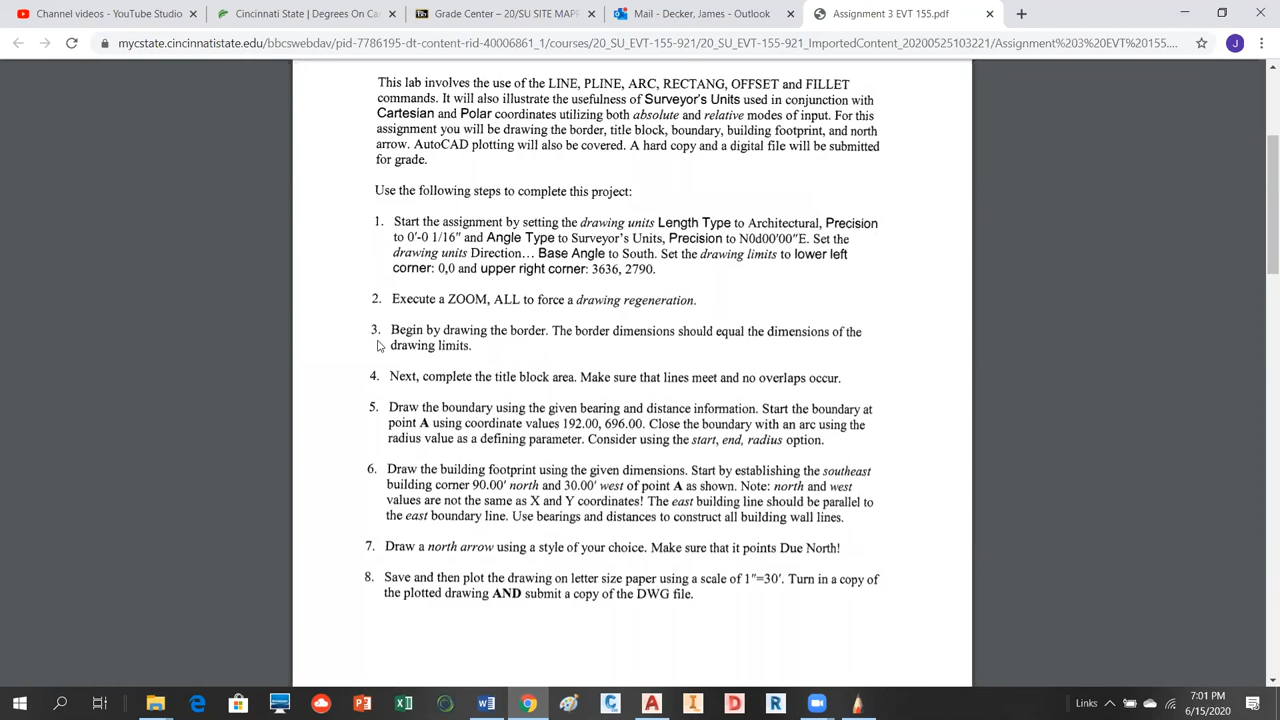 Channel videos - YouTube Studio
Cincinnati State | Degrees On Ca
Grade Center – 20/SU SITE MAPP
Mail - Decker, James - Outlook
Assignment 3 EVT 155.pdf
mycstate.cincinnatistate.edu/bbcswebdav/pid-7786195-dt-content-rid-40006861_1/courses/20_SU_EVT-155-921/20_SU_EVT-155-921_ImportedContent_20200525103221/Assignment%203%20EVT%20155....
J
This lab involves the use of the LINE, PLINE, ARC, RECTANG, OFFSET and FILLET
commands. It will also illustrate the usefulness of Surveyor's Units used in conjunction with
Cartesian and Polar coordinates utilizing both absolute and relative modes of input. For this
assignment you will be drawing the border, title block, boundary, building footprint, and north
arrow. AutoCAD plotting will also be covered. A hard copy and a digital file will be submitted
for grade.
Use the following steps to complete this project:
1. Start the assignment by setting the drawing units Length Type to Architectural, Precision
to 0'-0 1/16" and Angle Type to Surveyor's Units, Precision to N0d00'00"E. Set the
drawing units Direction... Base Angle to South. Set the drawing limits to lower left
corner: 0,0 and upper right corner: 3636, 2790.
2. Execute a ZOOM, ALL to force a drawing regeneration.
3. Begin by drawing the border. The border dimensions should equal the dimensions of the
drawing limits.
4. Next, complete the title block area. Make sure that lines meet and no overlaps occur.
5. Draw the boundary using the given bearing and distance information. Start the boundary at
point A using coordinate values 192.00, 696.00. Close the boundary with an arc using the
radius value as a defining parameter. Consider using the start, end, radius option.
6. Draw the building footprint using the given dimensions. Start by establishing the southeast
building corner 90.00' north and 30.00' west of point A as shown. Note: north and west
values are not the same as X and Y coordinates! The east building line should be parallel to
the east boundary line. Use bearings and distances to construct all building wall lines.
7. Draw a north arrow using a style of your choice. Make sure that it points Due North!
8. Save and then plot the drawing on letter size paper using a scale of 1"=30'. Turn in a copy of
the plotted drawing AND submit a copy of the DWG file.
Links
7:01 PM
6/15/2020